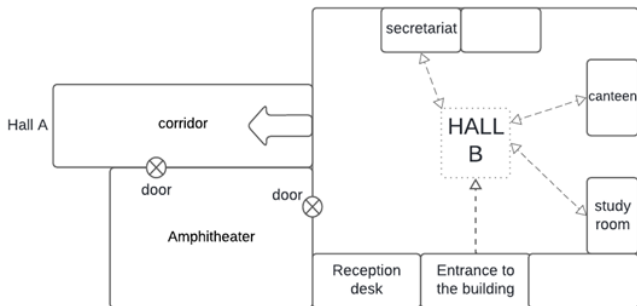 secretariat
canteen
Hall A
corridor
HALL
B
door
door
study
room
Amphitheater
Reception
desk
Entrance to
the building